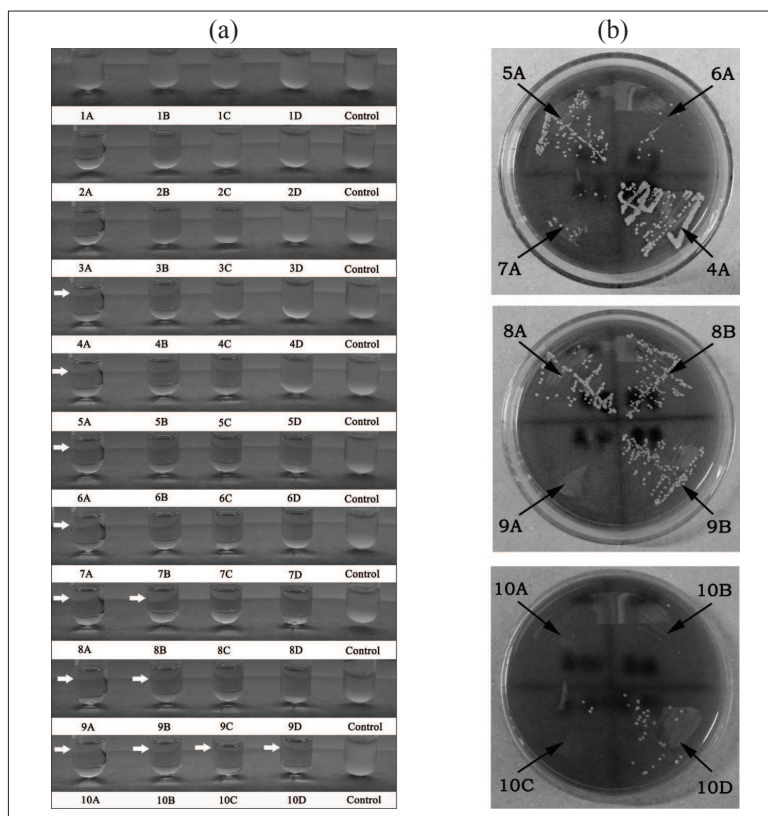 (a)
(b)
1A 1B 1C 1D Control
2A 2B 2C 2D Control
3A 3B 3C 3D Control
4A 4B 4C 4D Control
5A 5B 5C 5D Control
6A 6B 6C 6D Control
7A 7B 7C 7D Control
8A 8B 8C 8D Control
9A 9B 9C 9D Control
10A 10B 10C 10D Control
5A 6A
7A 4A
8A 8B
9A 9B
10A 10B
10C 10D